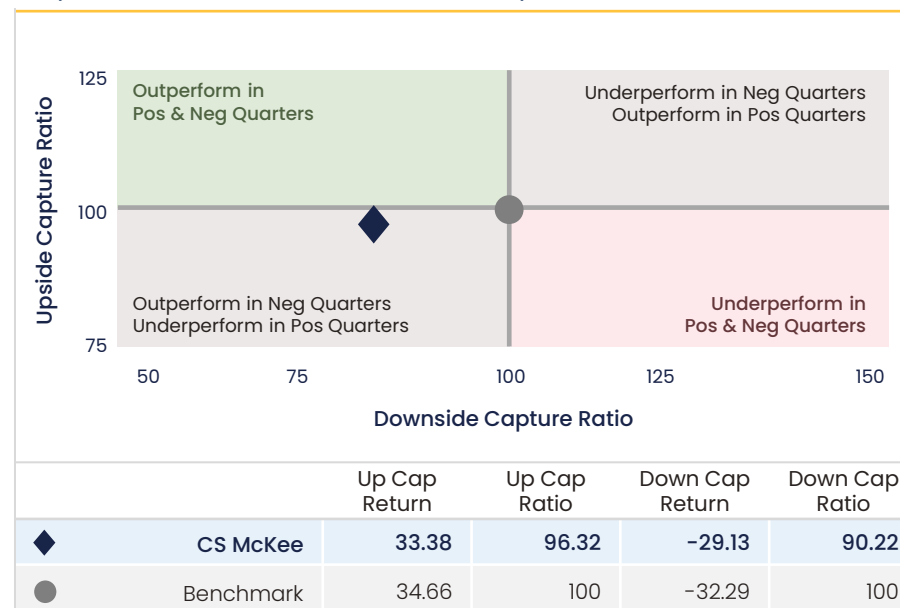 125
Outperform in
Pos & Neg Quarters
Underperform in Neg Quarters
Outperform in Pos Quarters
Upside Capture Ratio
100
Outperform in Neg Quarters
Underperform in Pos Quarters
Underperform in
Pos & Neg Quarters
75
50 75 100 125 150
Downside Capture Ratio
Up Cap Return Up Cap Ratio Down Cap Return Down Cap Ratio
CS McKee 33.38 96.32 -29.13 90.22
Benchmark 34.66 100 -32.29 100